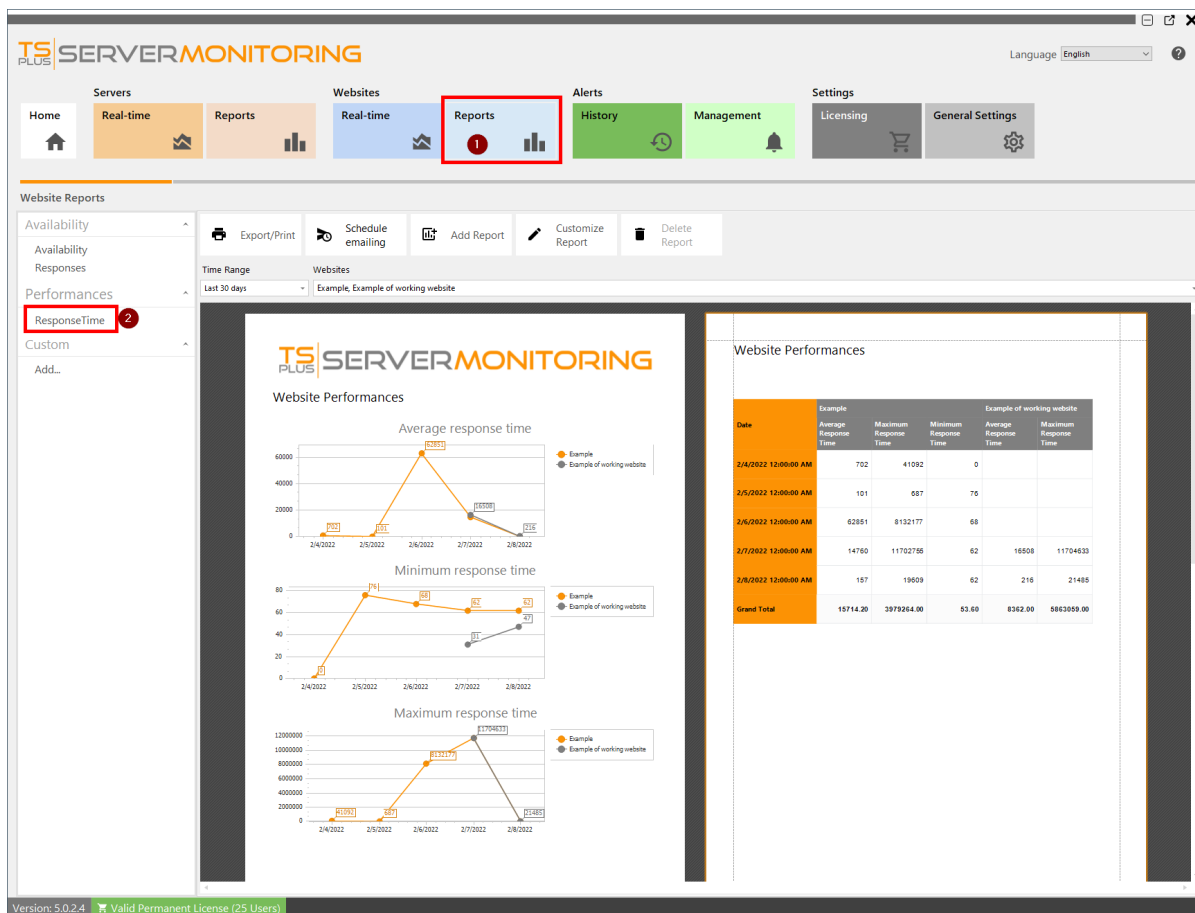 TS PLUS SERVERMONITORING
Language English
Servers Websites Alerts Settings
Home Real-time Reports Real-time Reports History Management Licensing General Settings
1
Website Reports
Availability
Availability
Responses
Performances
ResponseTime 2
Custom
Add...
Export/Print Schedule emailing Add Report Customize Report Delete Report
Time Range Websites
Last 30 days Example, Example of working website
TS PLUS SERVERMONITORING
Website Performances
Average response time
62851
60000
40000
20000
0
702
101
16508
216
2/4/2022 2/5/2022 2/6/2022 2/7/2022 2/8/2022
Example
Example of working website
Minimum response time
80
60
40
20
0
0
76
68
62
62
31
47
2/4/2022 2/5/2022 2/6/2022 2/7/2022 2/8/2022
Example
Example of working website
Maximum response time
12000000
10000000
8000000
6000000
4000000
2000000
0
41092
687
8132177
11704633
21485
2/4/2022 2/5/2022 2/6/2022 2/7/2022 2/8/2022
Example
Example of working website
Website Performances
Example Example of working website
Date Average Response Time Maximum Response Time Minimum Response Time Average Response Time Maximum Response Time
2/4/2022 12:00:00 AM 702 41092 0
2/5/2022 12:00:00 AM 101 687 76
2/6/2022 12:00:00 AM 62851 8132177 68
2/7/2022 12:00:00 AM 14760 11702755 62 16508 11704633
2/8/2022 12:00:00 AM 157 19609 62 216 21485
Grand Total 15714.20 3979264.00 53.60 8362.00 5863059.00
Version: 5.0.2.4 Valid Permanent License (25 Users)